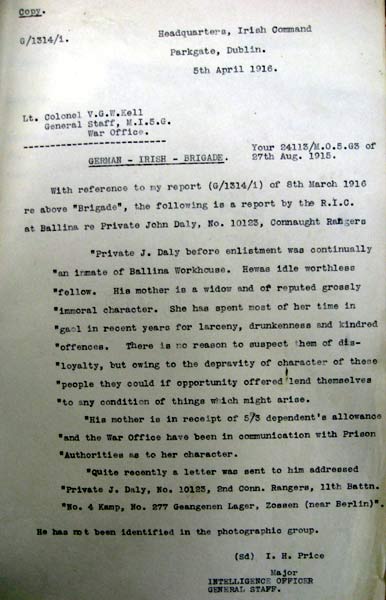 Copy.
G/1314/1.
Headquarters, Irish Command
Parkgate, Dublin.
5th April 1916.
Lt. Colonel V.G.W.Kell
General Staff, M.I.5.G.
War Office.
Your 24113/M.O.5.G3 of
GERMAN - IRISH - BRIGADE. 27th Aug. 1915.
With reference to my report (G/1314/1) of 8th March 1916
re above "Brigade", the following is a report by the R.I.C.
at Ballina re Private John Daly, No. 10123, Connaught Rangers
"Private J. Daly before enlistment was continually
"an inmate of Ballina Workhouse. Hewas idle worthless
"fellow. His mother is a widow and of reputed grossly
"immoral character. She has spent most of her time in
"gaol in recent years for larceny, drunkenness and kindred
"offences. There is no reason to suspect them of dis-
"loyalty, but owing to the depravity of character of these
"people they could if opportunity offered lend themselves
"to any condition of things which might arise.
"His mother is in receipt of 5/3 dependent's allowance
"and the War Office have been in communication with Prison
"Authorities as to her character.
"Quite recently a letter was sent to him addressed
"Private J. Daly, No. 10123, 2nd Conn. Rangers, 11th Battn.
"No. 4 Kamp, No. 277 Geangenen Lager, Zossen (near Berlin)".
He has not been identified in the photographic group.
(Sd) I. H. Price
Major
INTELLIGENCE OFFICER
GENERAL STAFF.